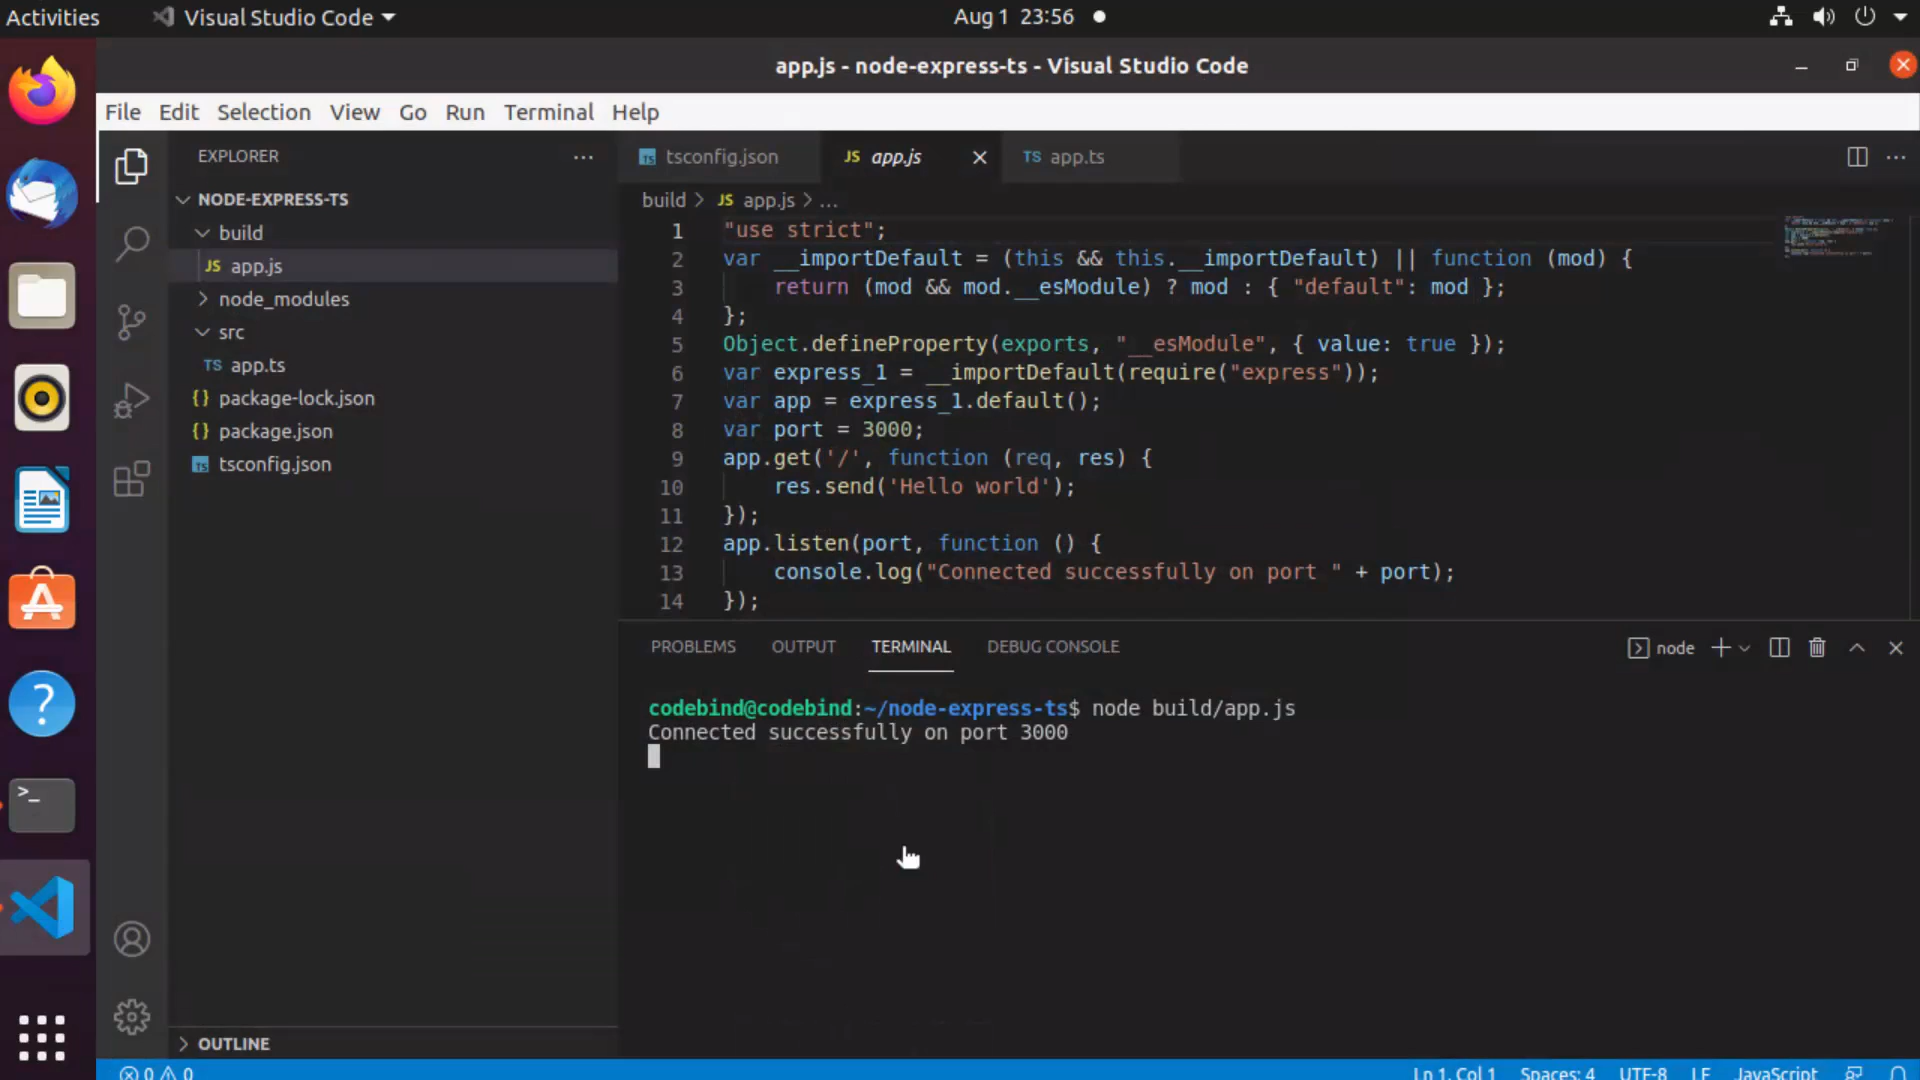 Activities
Visual Studio Code
Aug 1 23:56
app.js - node-express-ts - Visual Studio Code
File Edit Selection View Go Run Terminal Help
EXPLORER
NODE-EXPRESS-TS
build
JS app.js
node_modules
src
TS app.ts
{} package-lock.json
{} package.json
TS tsconfig.json
OUTLINE
TS tsconfig.json
JS app.js
TS app.ts
build > JS app.js > ...
1 "use strict";
2 var __importDefault = (this && this.__importDefault) || function (mod) {
3 return (mod && mod.__esModule) ? mod : { "default": mod };
4 };
5 Object.defineProperty(exports, "__esModule", { value: true });
6 var express_1 = __importDefault(require("express"));
7 var app = express_1.default();
8 var port = 3000;
9 app.get('/', function (req, res) {
10 res.send('Hello world');
11 });
12 app.listen(port, function () {
13 console.log("Connected successfully on port " + port);
14 });
PROBLEMS OUTPUT TERMINAL DEBUG CONSOLE
node
codebind@codebind:~/node-express-ts$ node build/app.js
Connected successfully on port 3000
0 0
Ln 1, Col 1 Spaces: 4 UTF-8 LF JavaScript